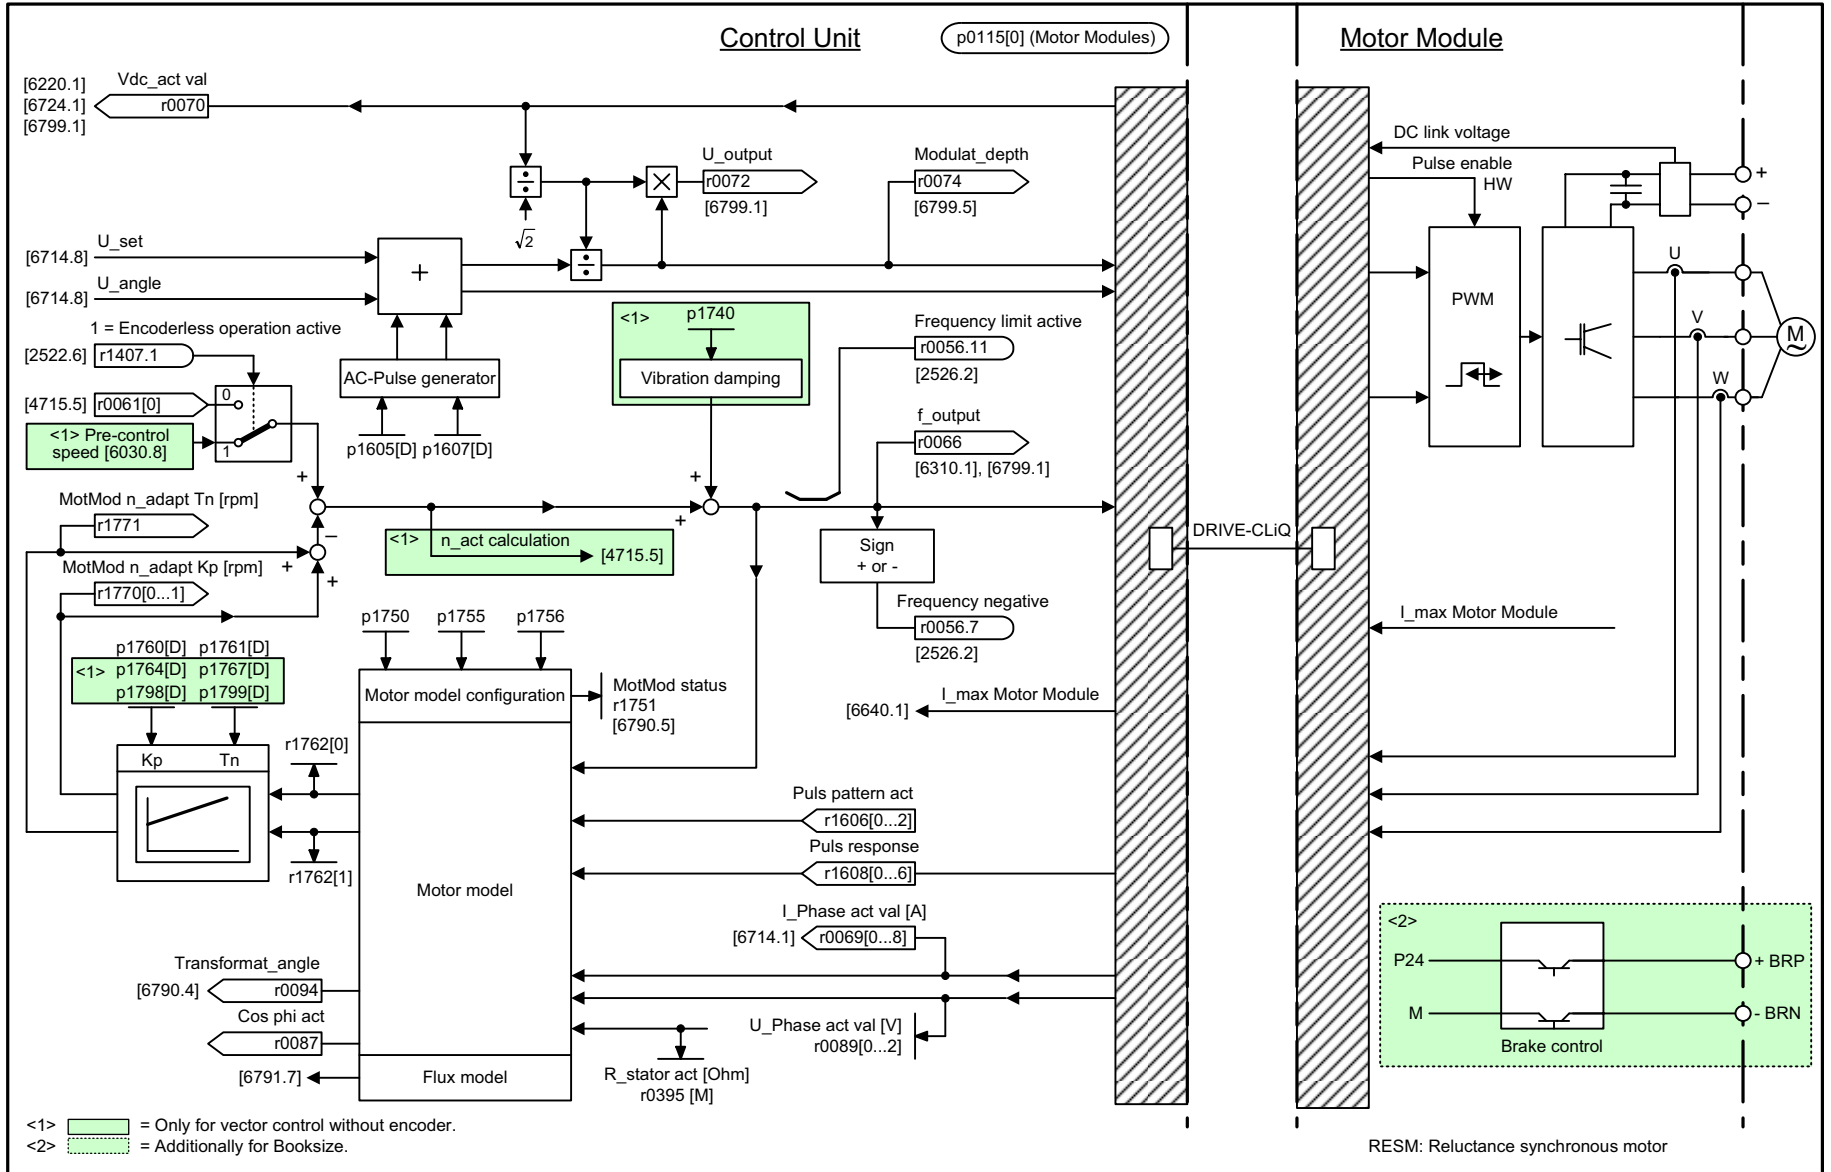 Control Unit
p0115[0] (Motor Modules)
Motor Module
[6220.1]
[6724.1]
[6799.1]
Vdc_act val
r0070
DC link voltage
Pulse enable
HW
+
–
÷
√2
×
U_output
r0072
[6799.1]
Modulat_depth
r0074
[6799.5]
[6714.8]
U_set
[6714.8]
U_angle
+
÷
U
V
W
PWM
M
~
1 = Encoderless operation active
[2522.6]
r1407.1
[4715.5]
r0061[0]
0
1
<1> Pre-control
speed [6030.8]
AC-Pulse generator
p1605[D]
p1607[D]
<1>
p1740
Vibration damping
Frequency limit active
r0056.11
[2526.2]
f_output
r0066
[6310.1], [6799.1]
+
+
+
MotMod n_adapt Tn [rpm]
r1771
–
+
+
MotMod n_adapt Kp [rpm]
r1770[0...1]
<1>
n_act calculation
[4715.5]
Sign
+ or -
Frequency negative
r0056.7
[2526.2]
DRIVE-CLiQ
I_max Motor Module
p1760[D]
p1761[D]
<1>
p1764[D]
p1767[D]
p1798[D]
p1799[D]
Kp
Tn
r1762[0]
r1762[1]
p1750
p1755
p1756
Motor model configuration
MotMod status
r1751
[6790.5]
[6640.1]
I_max Motor Module
Motor model
Puls pattern act
r1606[0...2]
Puls response
r1608[0...6]
I_Phase act val [A]
[6714.1]
r0069[0...8]
U_Phase act val [V]
r0089[0...2]
R_stator act [Ohm]
r0395 [M]
Transformat_angle
[6790.4]
r0094
Cos phi act
r0087
[6791.7]
Flux model
<2>
P24
M
+ BRP
- BRN
Brake control
<1>
= Only for vector control without encoder.
<2>
= Additionally for Booksize.
RESM: Reluctance synchronous motor